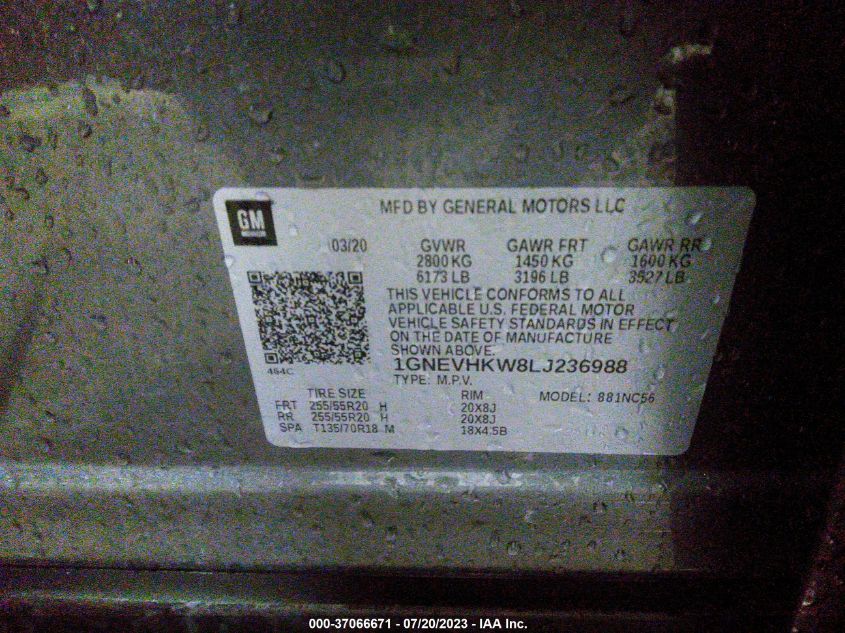 GM
MFD BY GENERAL MOTORS LLC
03/20 GVWR GAWR FRT GAWR RR
2800 KG 1450 KG 1600 KG
6173 LB 3196 LB 3527 LB
THIS VEHICLE CONFORMS TO ALL
APPLICABLE U.S. FEDERAL MOTOR
VEHICLE SAFETY STANDARDS IN EFFECT
ON THE DATE OF MANUFACTURE
SHOWN ABOVE.
484C
1GNEVHKW8LJ236988
TYPE: M.P.V.
TIRE SIZE RIM MODEL: 881NC56
FRT 255/55R20 H 20X8J
RR 255/55R20 H 20X8J
SPA T135/70R18 M 18X4.5B
000-37066671 - 07/20/2023 - IAA Inc.